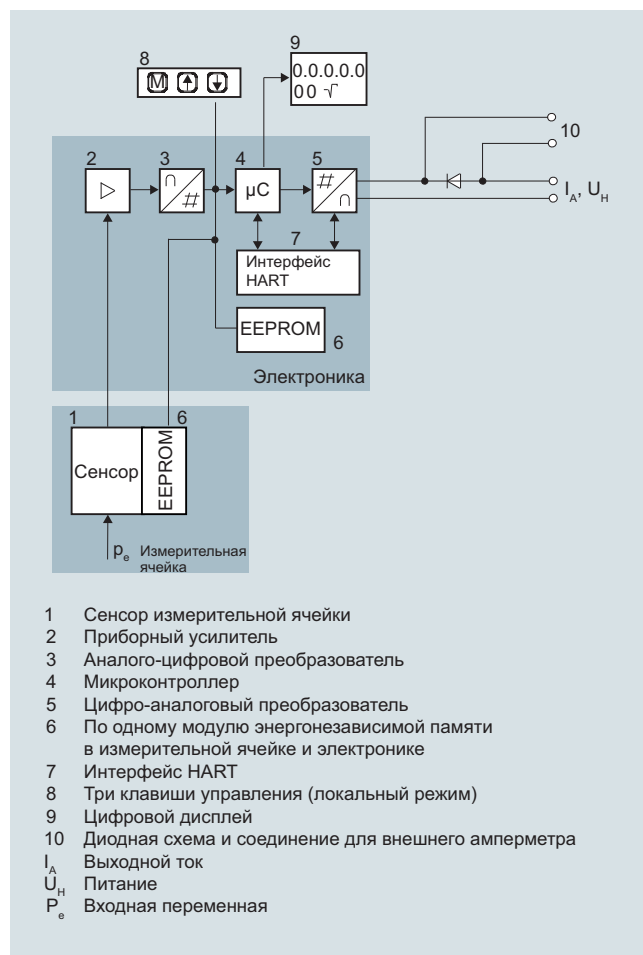 8
9
M
0.0.0.0.0
00 √
10
2
3
4
5
▷
∩
#
µC
#
∩
I_A, U_H
7
Интерфейс
HART
EEPROM
6
Электроника
1
6
Сенсор
EEPROM
p_e Измерительная
ячейка
1 Сенсор измерительной ячейки
2 Приборный усилитель
3 Аналого-цифровой преобразователь
4 Микроконтроллер
5 Цифро-аналоговый преобразователь
6 По одному модулю энергонезависимой памяти
в измерительной ячейке и электронике
7 Интерфейс HART
8 Три клавиши управления (локальный режим)
9 Цифровой дисплей
10 Диодная схема и соединение для внешнего амперметра
I_A Выходной ток
U_H Питание
P_e Входная переменная